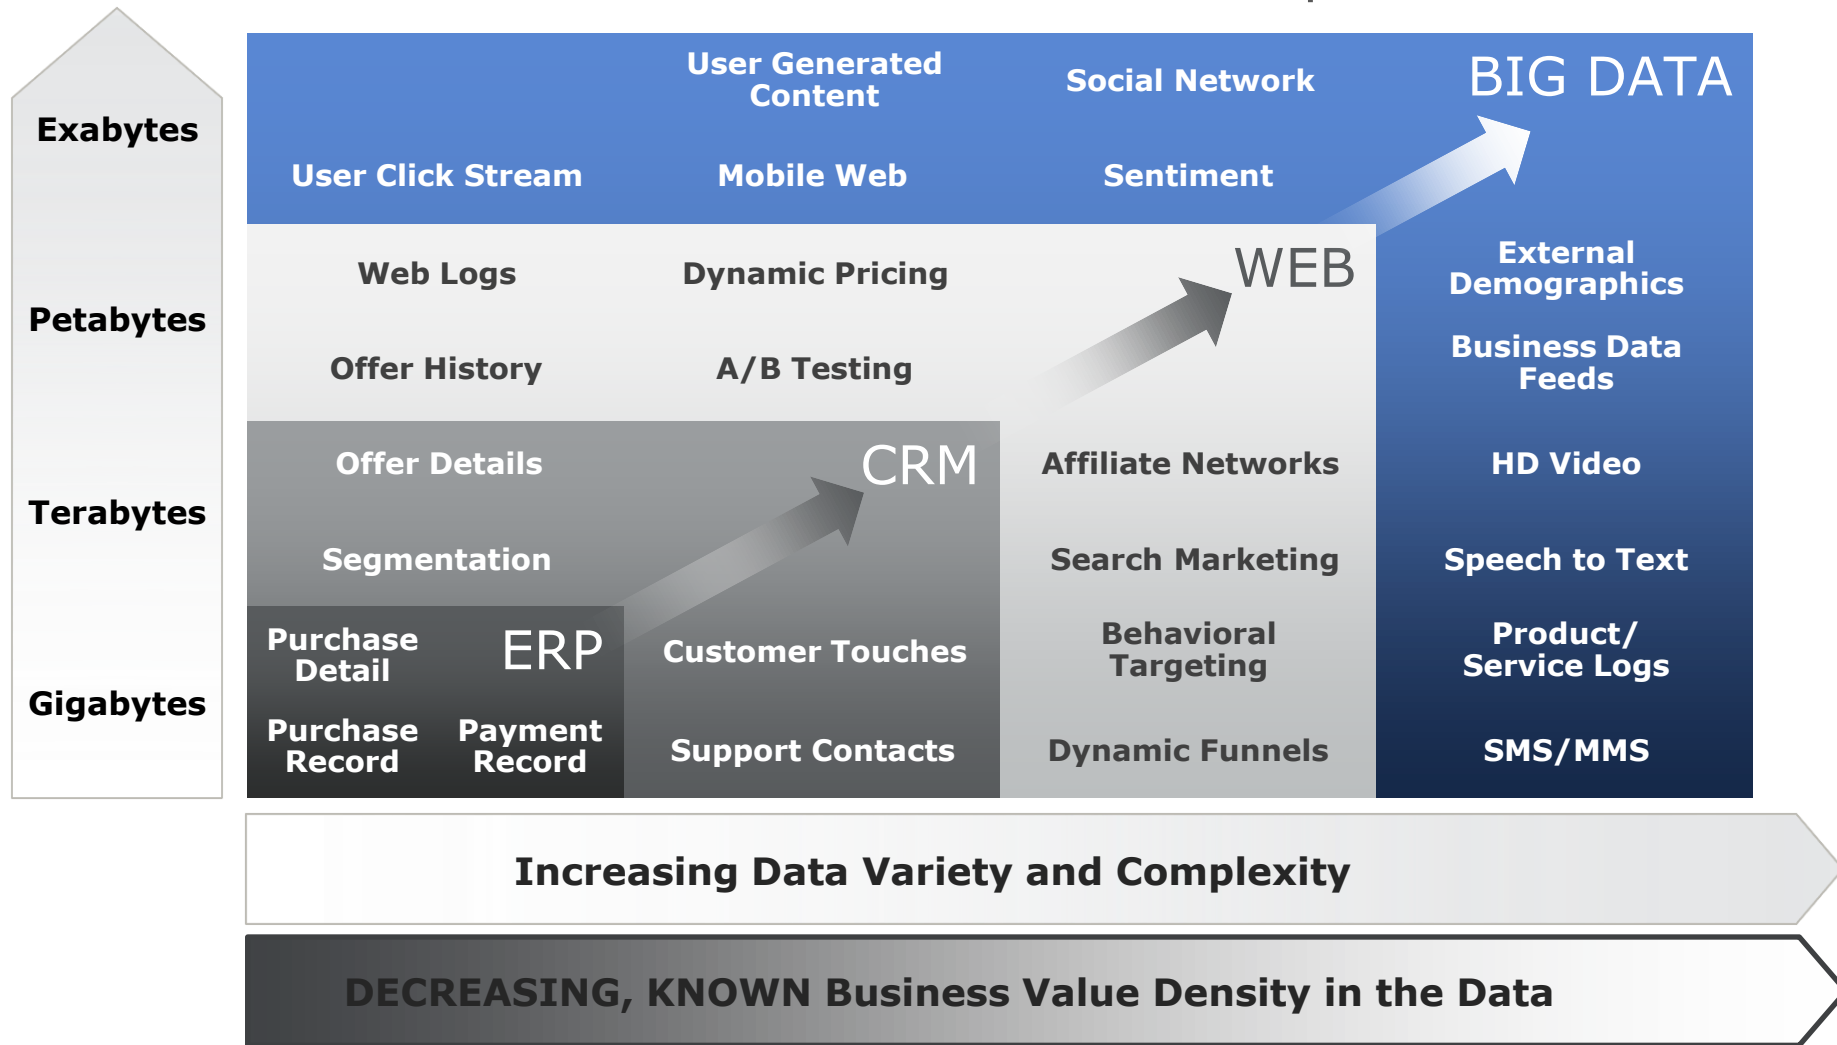 Exabytes
Petabytes
Terabytes
Gigabytes
User Generated
Content
Social Network
BIG DATA
User Click Stream
Mobile Web
Sentiment
Web Logs
Dynamic Pricing
WEB
External
Demographics
Offer History
A/B Testing
Business Data
Feeds
Offer Details
CRM
Affiliate Networks
HD Video
Segmentation
Search Marketing
Speech to Text
Purchase
Detail
ERP
Customer Touches
Behavioral
Targeting
Product/
Service Logs
Purchase
Record
Payment
Record
Support Contacts
Dynamic Funnels
SMS/MMS
Increasing Data Variety and Complexity
DECREASING, KNOWN Business Value Density in the Data